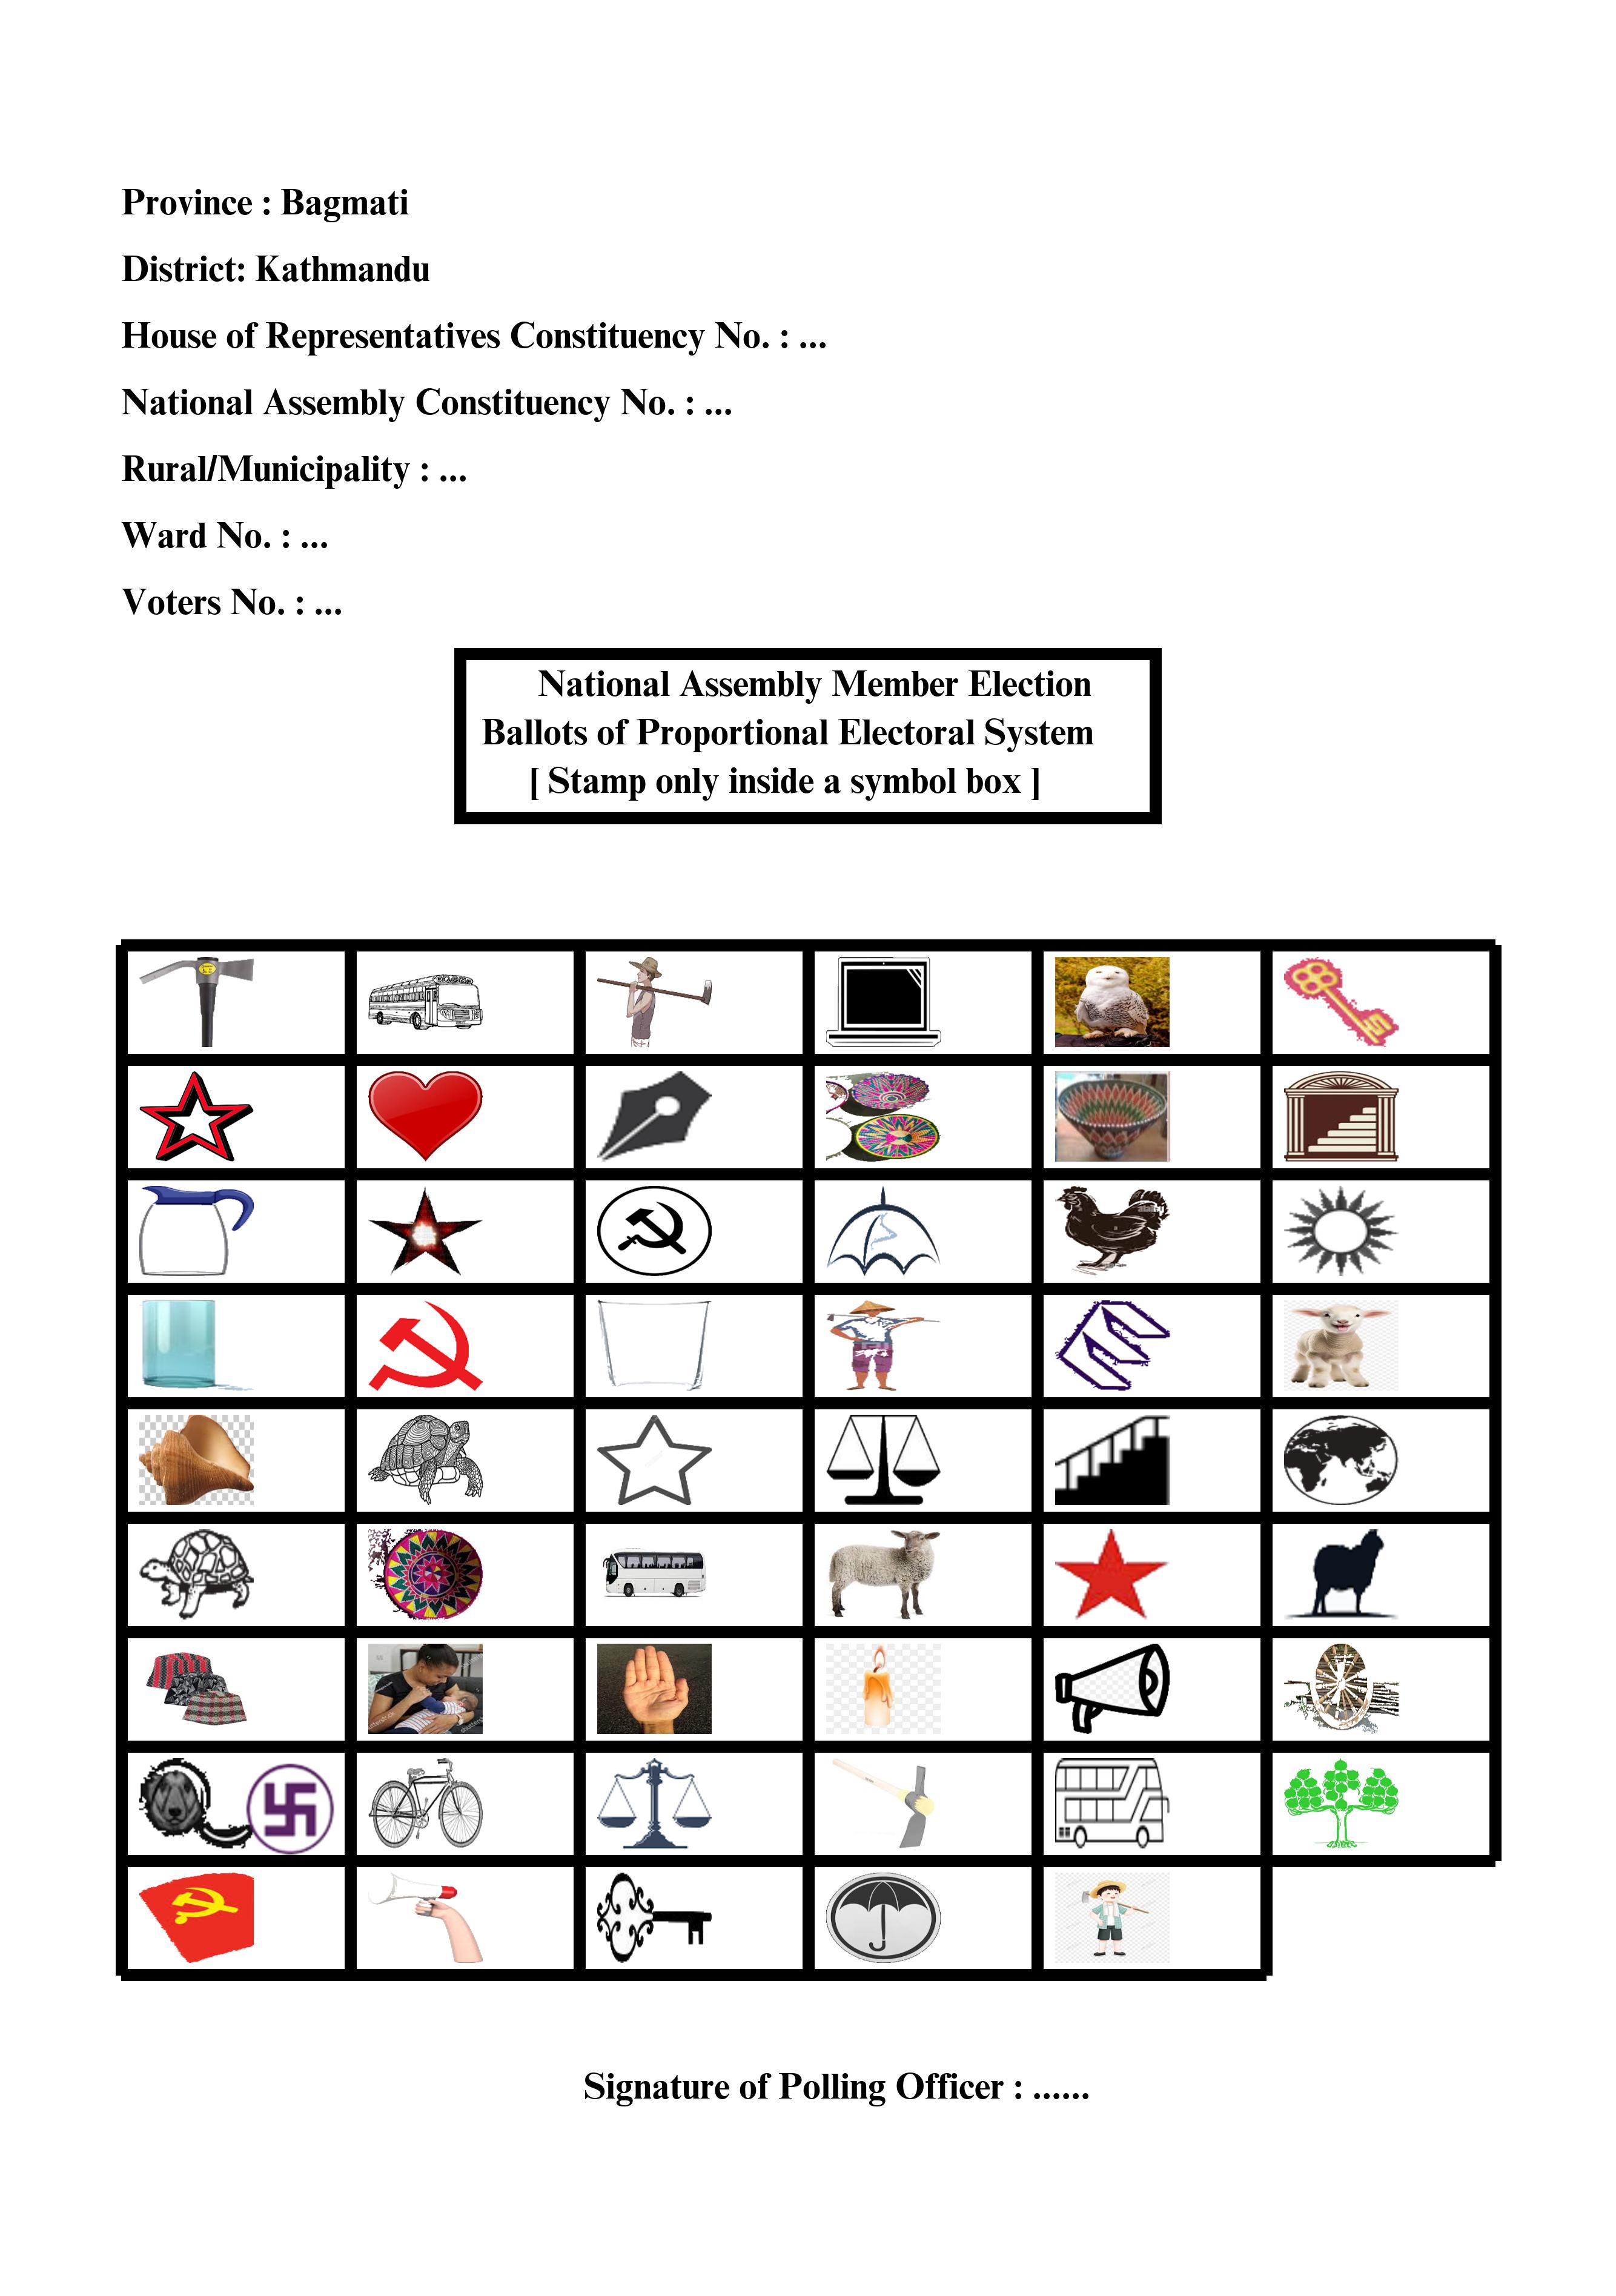 Province : Bagmati
District: Kathmandu
House of Representatives Constituency No. : ...
National Assembly Constituency No. : ...
Rural/Municipality : ...
Ward No. : ...
Voters No. : ...
National Assembly Member Election
Ballots of Proportional Electoral System
[ Stamp only inside a symbol box ]
Signature of Polling Officer : ......